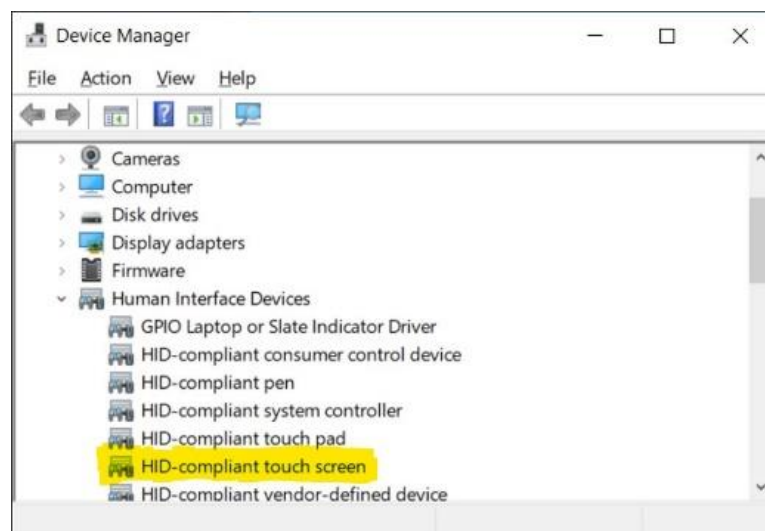 Device Manager
File Action View Help
Cameras
Computer
Disk drives
Display adapters
Firmware
Human Interface Devices
GPIO Laptop or Slate Indicator Driver
HID-compliant consumer control device
HID-compliant pen
HID-compliant system controller
HID-compliant touch pad
HID-compliant touch screen
HID-compliant vendor-defined device